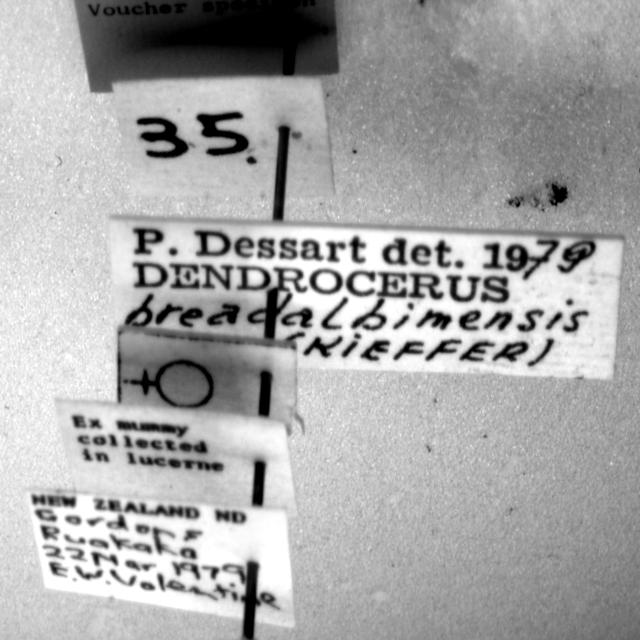 Voucher specimen
35.
P. Dessart det. 1979
DENDROCERUS
breadalbimensis
(KIEFFER)
♀
Ex mummy
collected
in lucerne
NEW ZEALAND ND
Gordons
Ruakaka
22 Mar 1979
E.W. Valentine